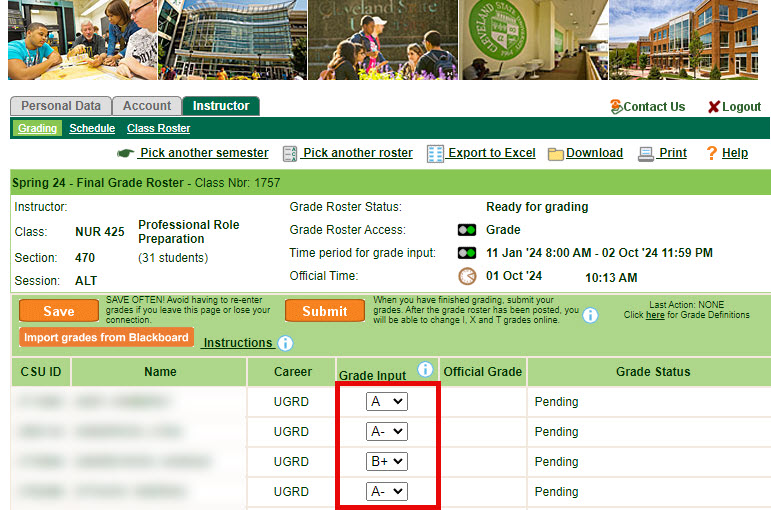 Cleveland State
CLEVELAND STATE UNIVERSITY
Personal Data Account Instructor
Contact Us Logout
Grading Schedule Class Roster
Pick another semester Pick another roster Export to Excel Download Print ? Help
Spring 24 - Final Grade Roster - Class Nbr: 1757
Instructor: Grade Roster Status: Ready for grading
Class: NUR 425 Professional Role Preparation Grade Roster Access: Grade
Section: 470 (31 students) Time period for grade input: 11 Jan '24 8:00 AM - 02 Oct '24 11:59 PM
Session: ALT Official Time: 01 Oct '24 10:13 AM
Save
SAVE OFTEN! Avoid having to re-enter
grades if you leave this page or lose your
connection.
Submit
When you have finished grading, submit your
grades. After the grade roster has been posted, you
will be able to change I, X and T grades online.
i
Last Action: NONE
Click here for Grade Definitions
Import grades from Blackboard Instructions i
CSU ID Name Career Grade Input i Official Grade Grade Status
UGRD A Pending
UGRD A- Pending
UGRD B+ Pending
UGRD A- Pending